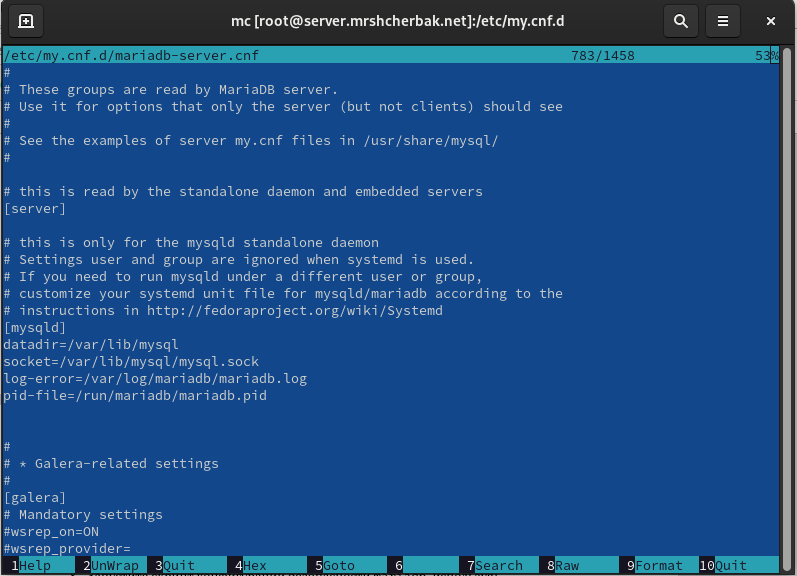 mc [root@server.mrshcherbak.net]:/etc/my.cnf.d
/etc/my.cnf.d/mariadb-server.cnf 783/1458 53%
#
# These groups are read by MariaDB server.
# Use it for options that only the server (but not clients) should see
#
# See the examples of server my.cnf files in /usr/share/mysql/
#
# this is read by the standalone daemon and embedded servers
[server]
# this is only for the mysqld standalone daemon
# Settings user and group are ignored when systemd is used.
# If you need to run mysqld under a different user or group,
# customize your systemd unit file for mysqld/mariadb according to the
# instructions in http://fedoraproject.org/wiki/Systemd
[mysqld]
datadir=/var/lib/mysql
socket=/var/lib/mysql/mysql.sock
log-error=/var/log/mariadb/mariadb.log
pid-file=/run/mariadb/mariadb.pid
#
# * Galera-related settings
#
[galera]
# Mandatory settings
#wsrep_on=ON
#wsrep_provider=
1Help 2UnWrap 3Quit 4Hex 5Goto 6 7Search 8Raw 9Format 10Quit